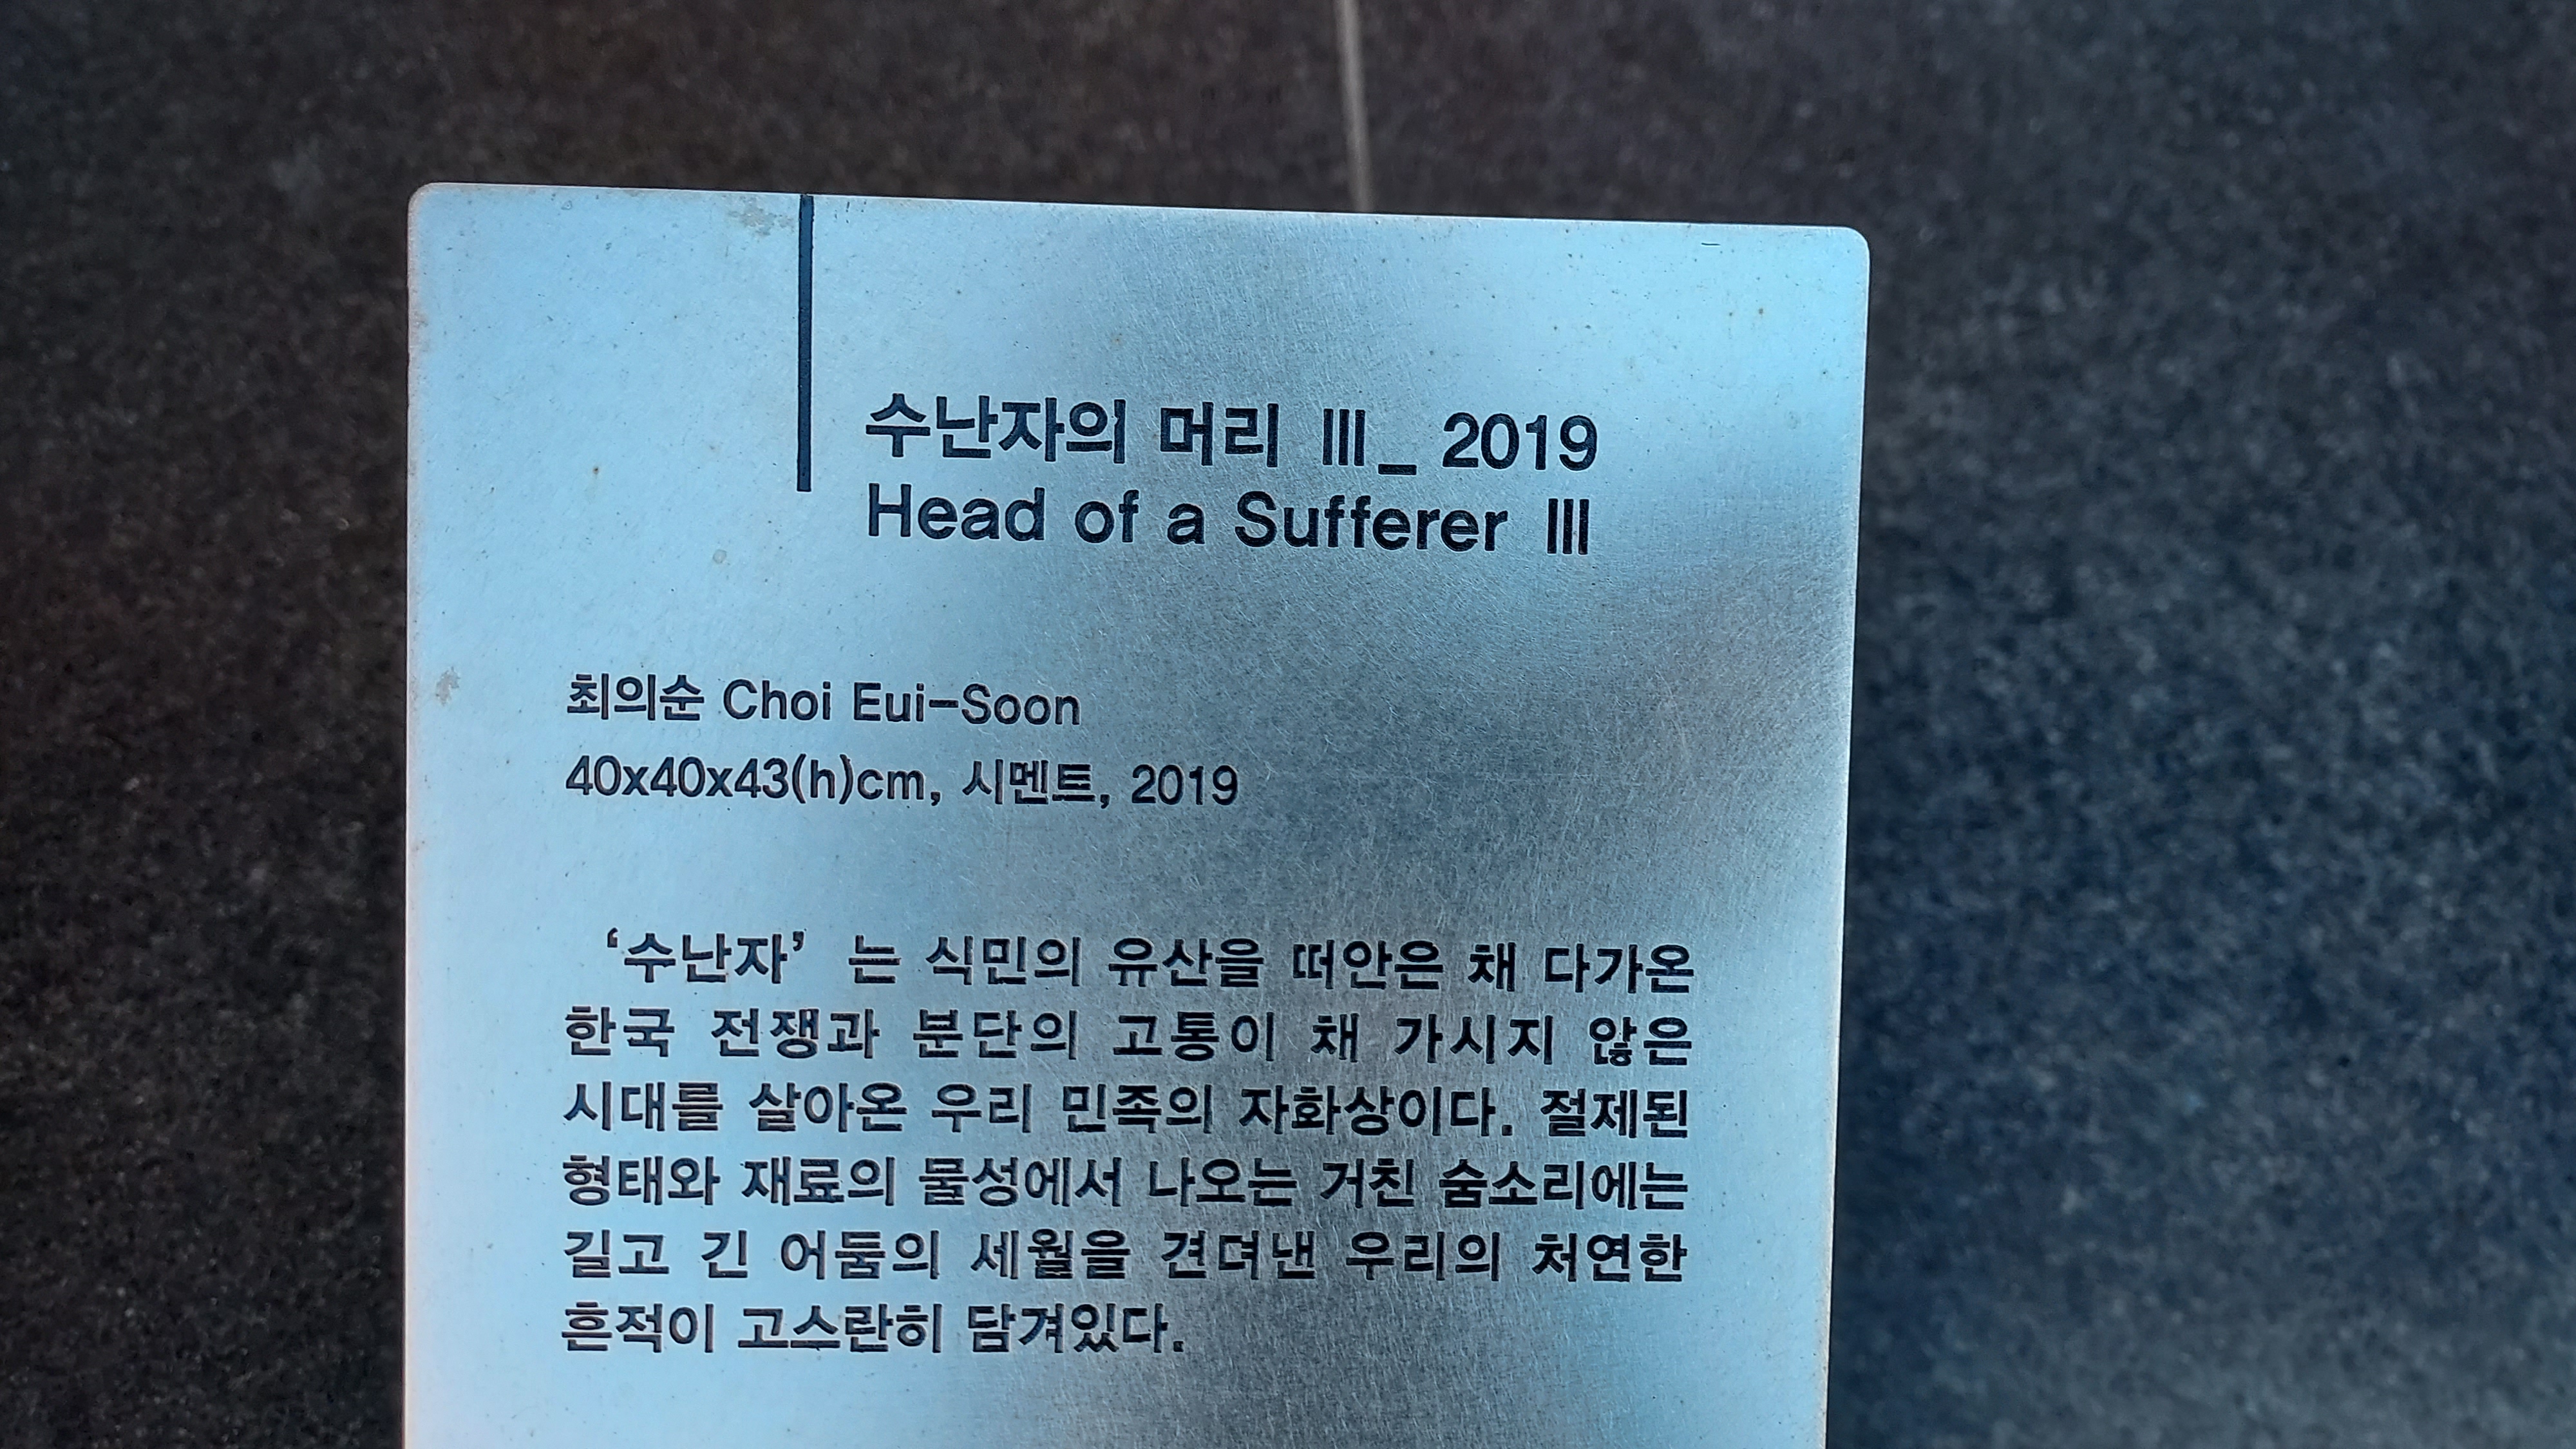 수난자의 머리 Ⅲ_ 2019
Head of a Sufferer Ⅲ
최의순 Choi Eui-Soon
40x40x43(h)cm, 시멘트, 2019
‘수난자’ 는 식민의 유산을 떠안은 채 다가온
한국 전쟁과 분단의 고통이 채 가시지 않은
시대를 살아온 우리 민족의 자화상이다. 절제된
형태와 재료의 물성에서 나오는 거친 숨소리에는
길고 긴 어둠의 세월을 견뎌낸 우리의 처연한
흔적이 고스란히 담겨있다.